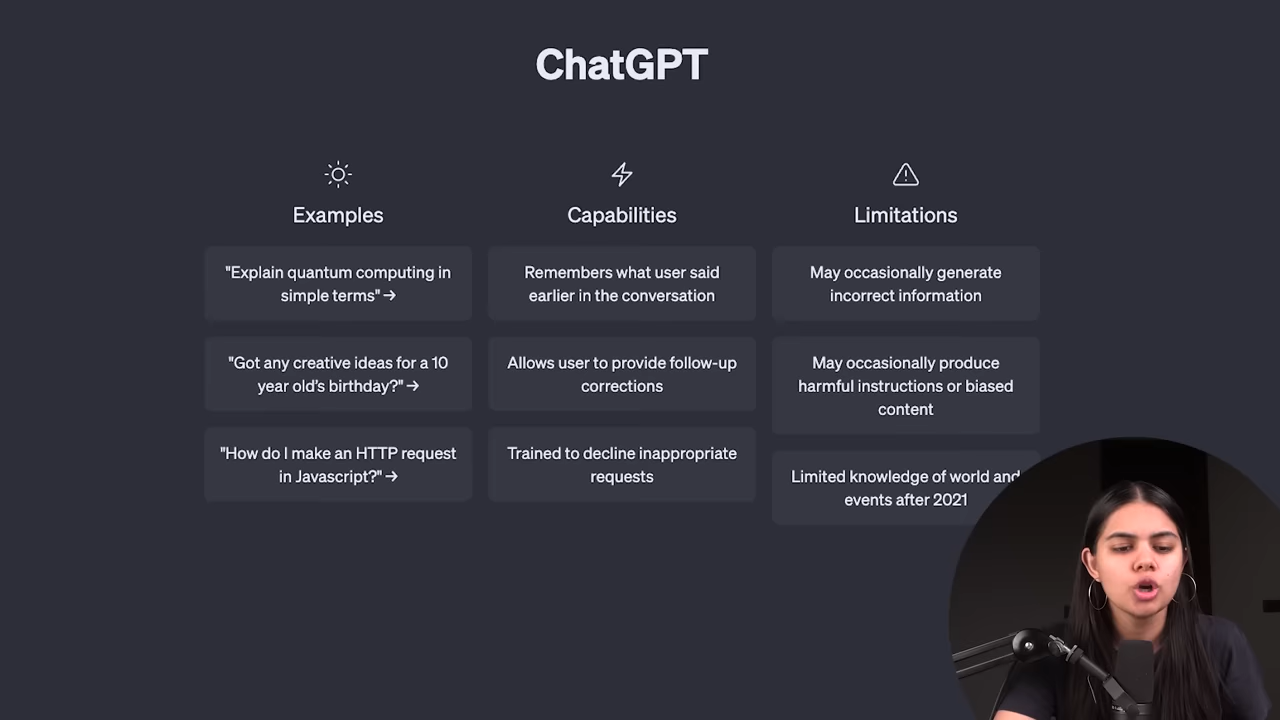 ChatGPT
Examples
"Explain quantum computing in
simple terms" →
"Got any creative ideas for a 10
year old's birthday?" →
"How do I make an HTTP request
in Javascript?" →
Capabilities
Remembers what user said
earlier in the conversation
Allows user to provide follow-up
corrections
Trained to decline inappropriate
requests
Limitations
May occasionally generate
incorrect information
May occasionally produce
harmful instructions or biased
content
Limited knowledge of world and
events after 2021